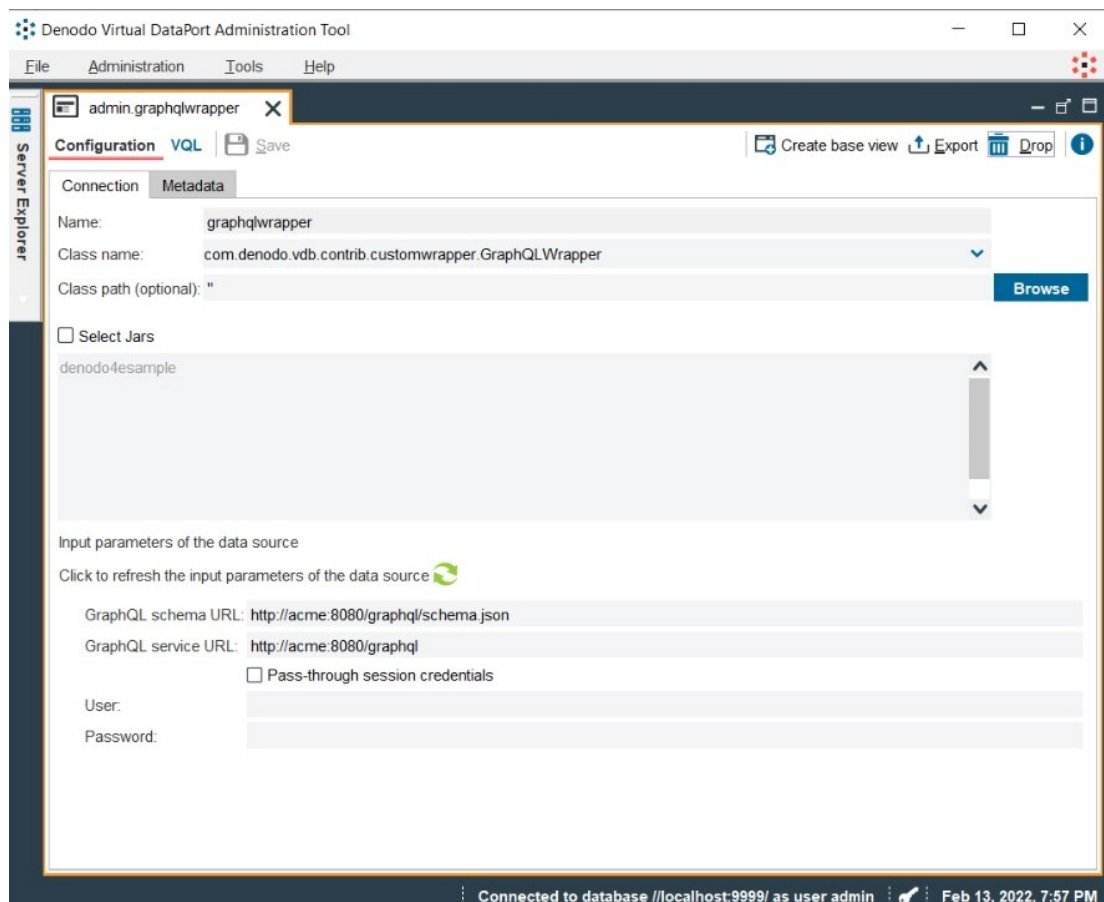 Denodo Virtual DataPort Administration Tool
File Administration Tools Help
Server Explorer
admin.graphqlwrapper
Configuration VQL Save Create base view Export Drop
Connection Metadata
Name: graphqlwrapper
Class name: com.denodo.vdb.contrib.customwrapper.GraphQLWrapper
Class path (optional): " Browse
Select Jars
denodo4esample
Input parameters of the data source
Click to refresh the input parameters of the data source
GraphQL schema URL: http://acme:8080/graphql/schema.json
GraphQL service URL: http://acme:8080/graphql
Pass-through session credentials
User:
Password:
Connected to database //localhost:9999/ as user admin Feb 13, 2022, 7:57 PM